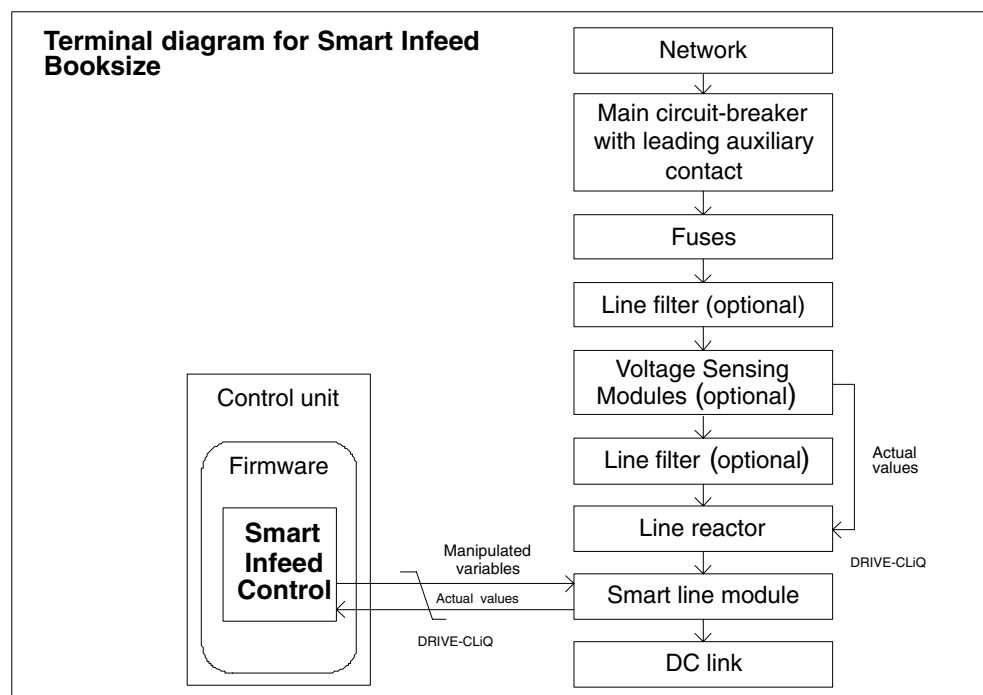 Terminal diagram for Smart Infeed
Booksize
Network
Main circuit-breaker
with leading auxiliary
contact
Fuses
Line filter (optional)
Voltage Sensing
Modules (optional)
Line filter (optional)
Actual
values
Line reactor
DRIVE-CLiQ
Smart line module
DC link
Control unit
Firmware
Smart
Infeed
Control
Manipulated
variables
Actual values
DRIVE-CLiQ